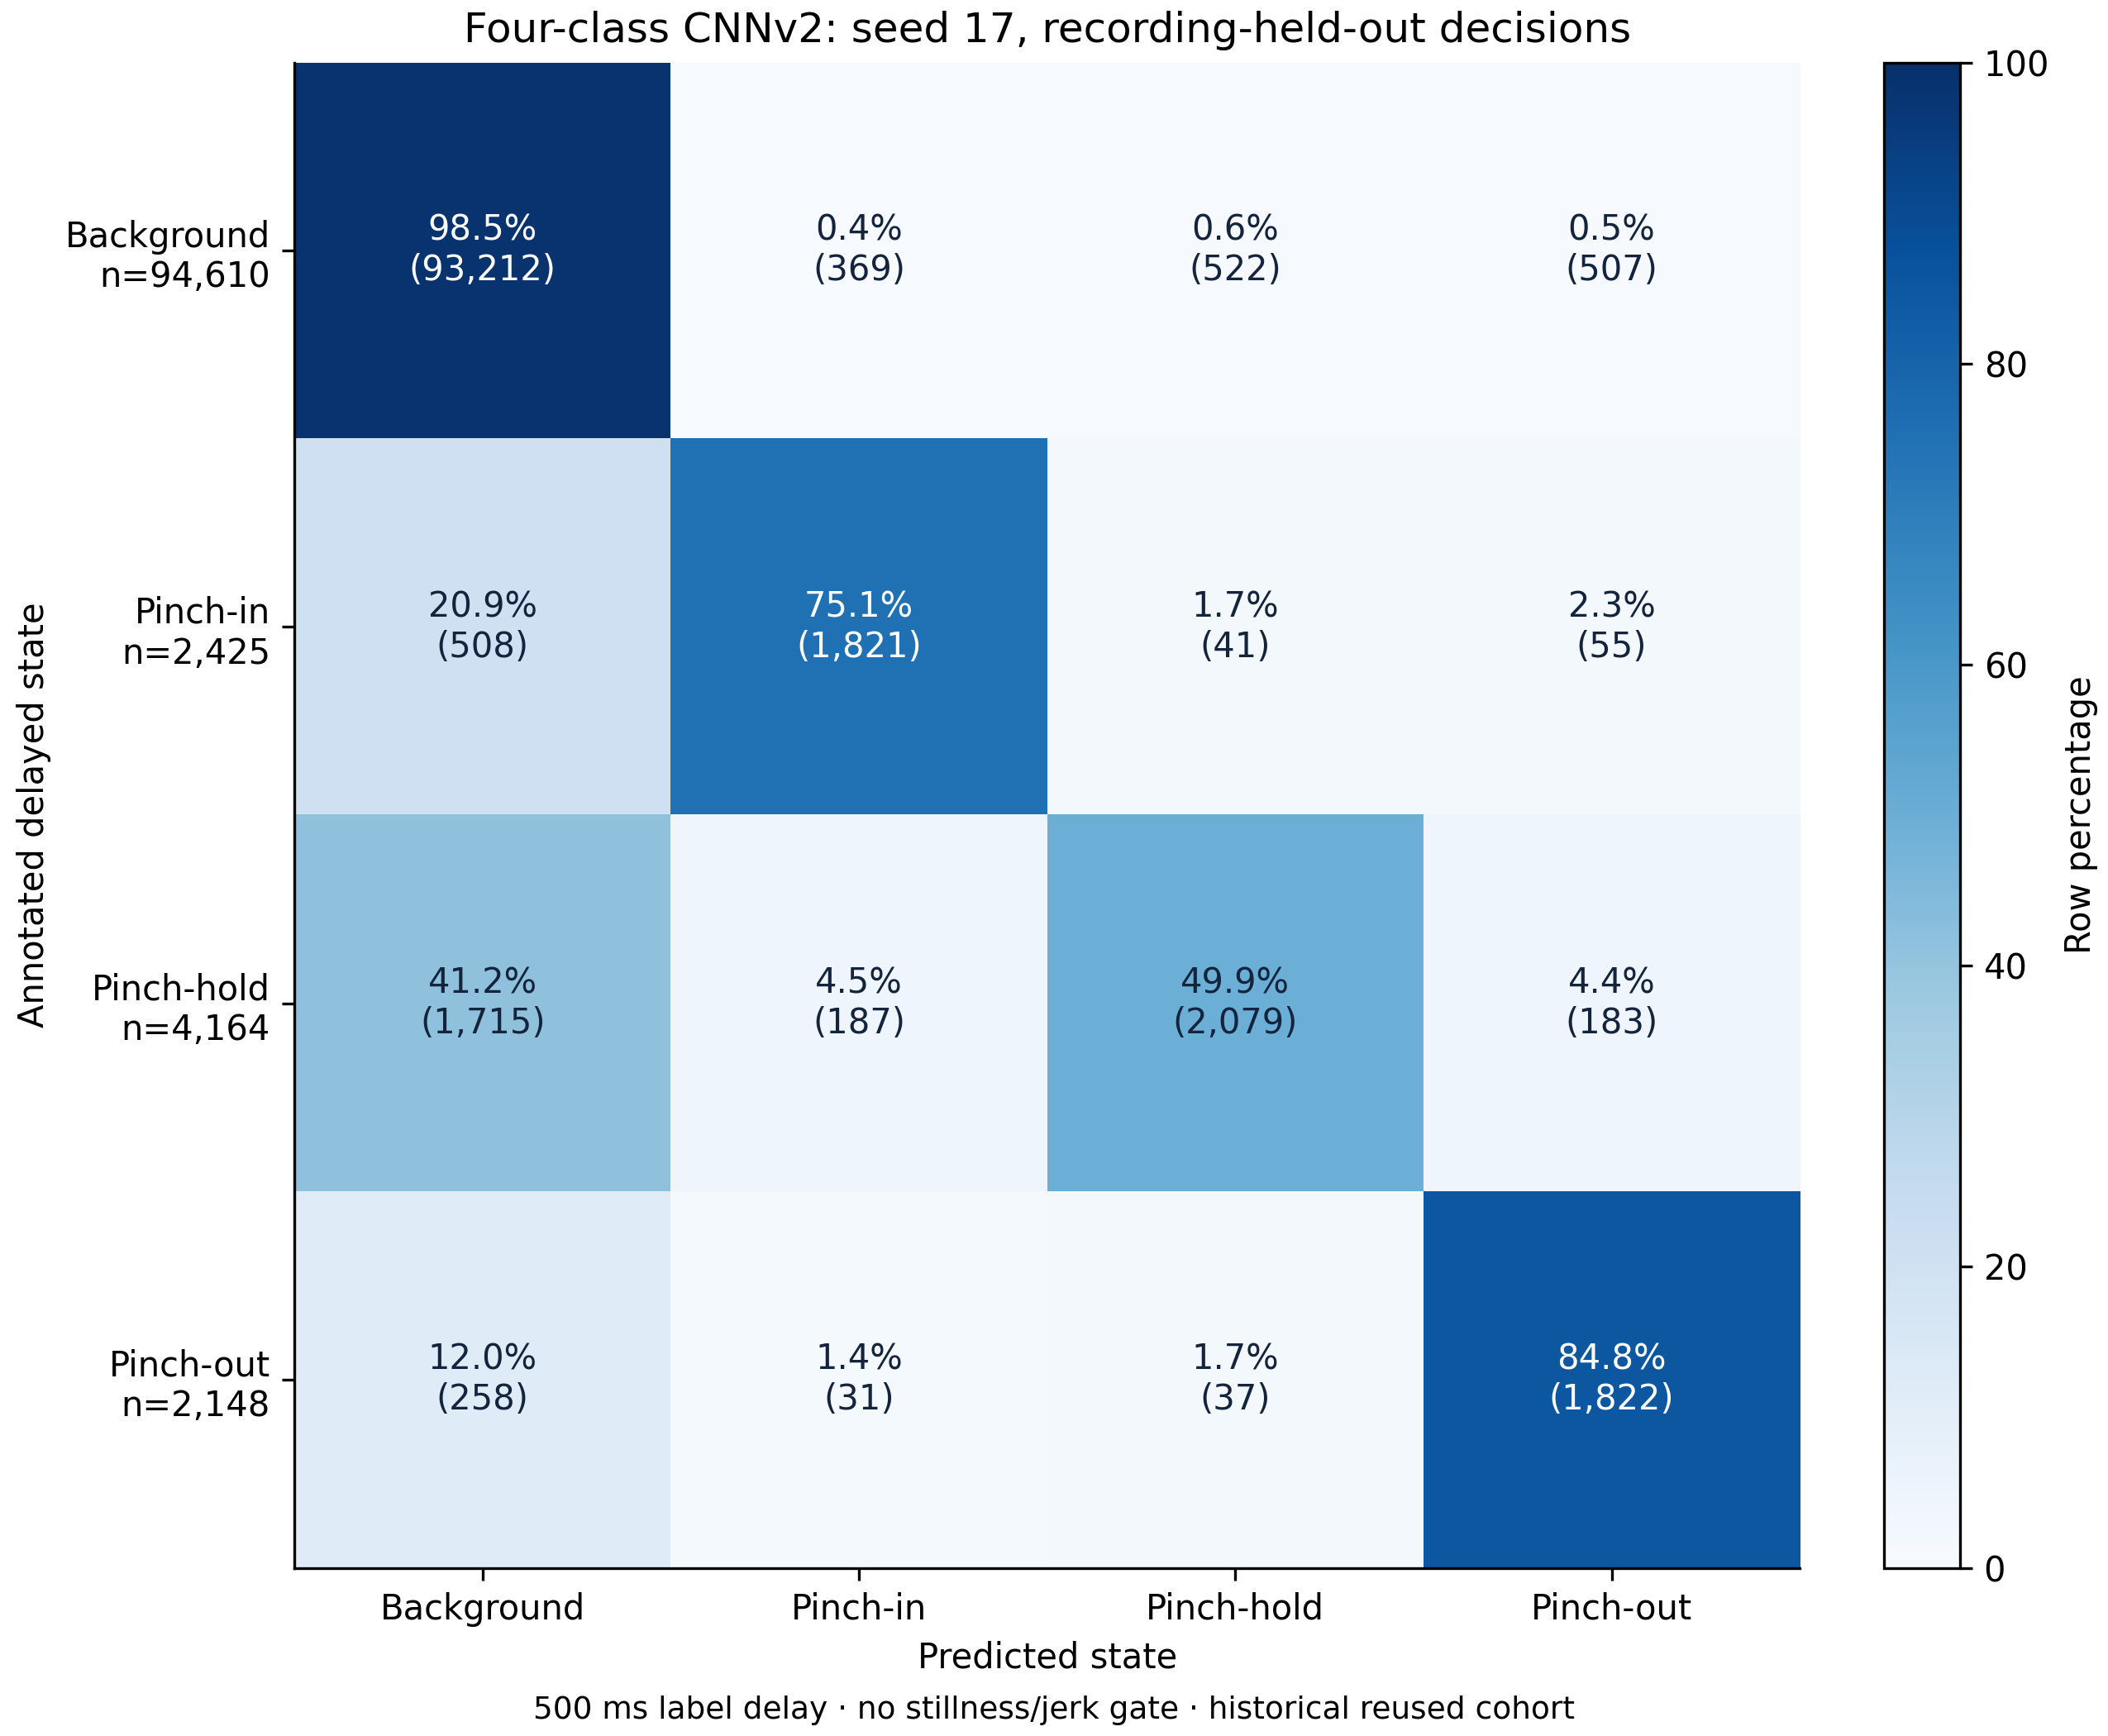 Four-class CNNv2: seed 17, recording-held-out decisions
Annotated delayed state
Background
n=94,610
98.5%
(93,212)
0.4%
(369)
0.6%
(522)
0.5%
(507)
Pinch-in
n=2,425
20.9%
(508)
75.1%
(1,821)
1.7%
(41)
2.3%
(55)
Pinch-hold
n=4,164
41.2%
(1,715)
4.5%
(187)
49.9%
(2,079)
4.4%
(183)
Pinch-out
n=2,148
12.0%
(258)
1.4%
(31)
1.7%
(37)
84.8%
(1,822)
Background
Pinch-in
Pinch-hold
Pinch-out
Predicted state
500 ms label delay · no stillness/jerk gate · historical reused cohort
100
80
60
40
20
0
Row percentage